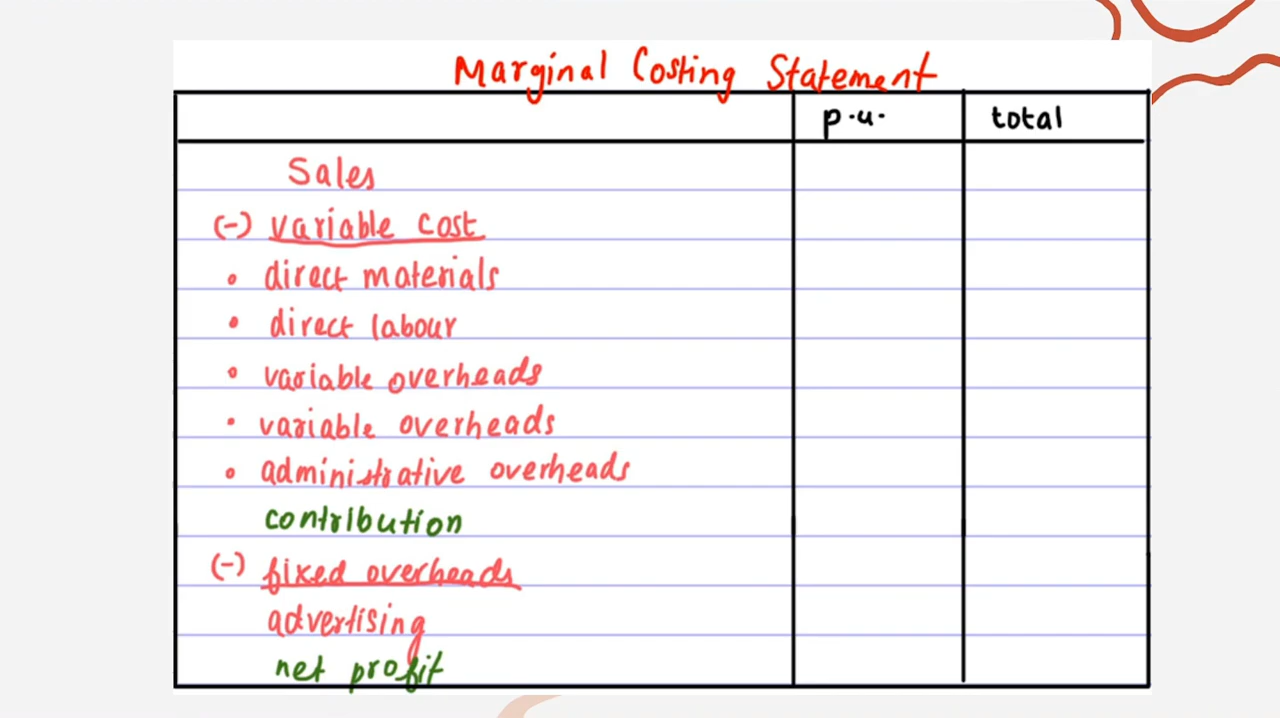 Marginal Costing Statement
p.u. total
Sales
(-) variable cost
• direct materials
• direct labour
• variable overheads
• variable overheads
• administrative overheads
contribution
(-) fixed overheads
advertising
net profit